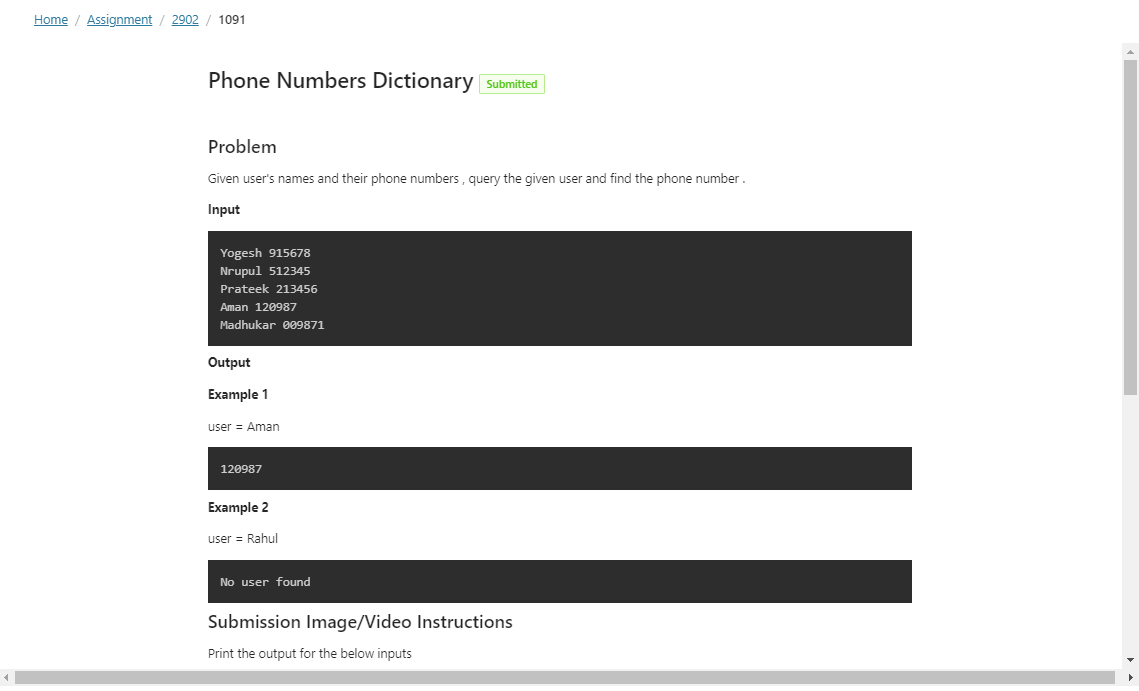 Home / Assignment / 2902 / 1091
Phone Numbers Dictionary Submitted
Problem
Given user's names and their phone numbers , query the given user and find the phone number .
Input
Yogesh 915678
Nrupul 512345
Prateek 213456
Aman 120987
Madhukar 009871
Output
Example 1
user = Aman
120987
Example 2
user = Rahul
No user found
Submission Image/Video Instructions
Print the output for the below inputs